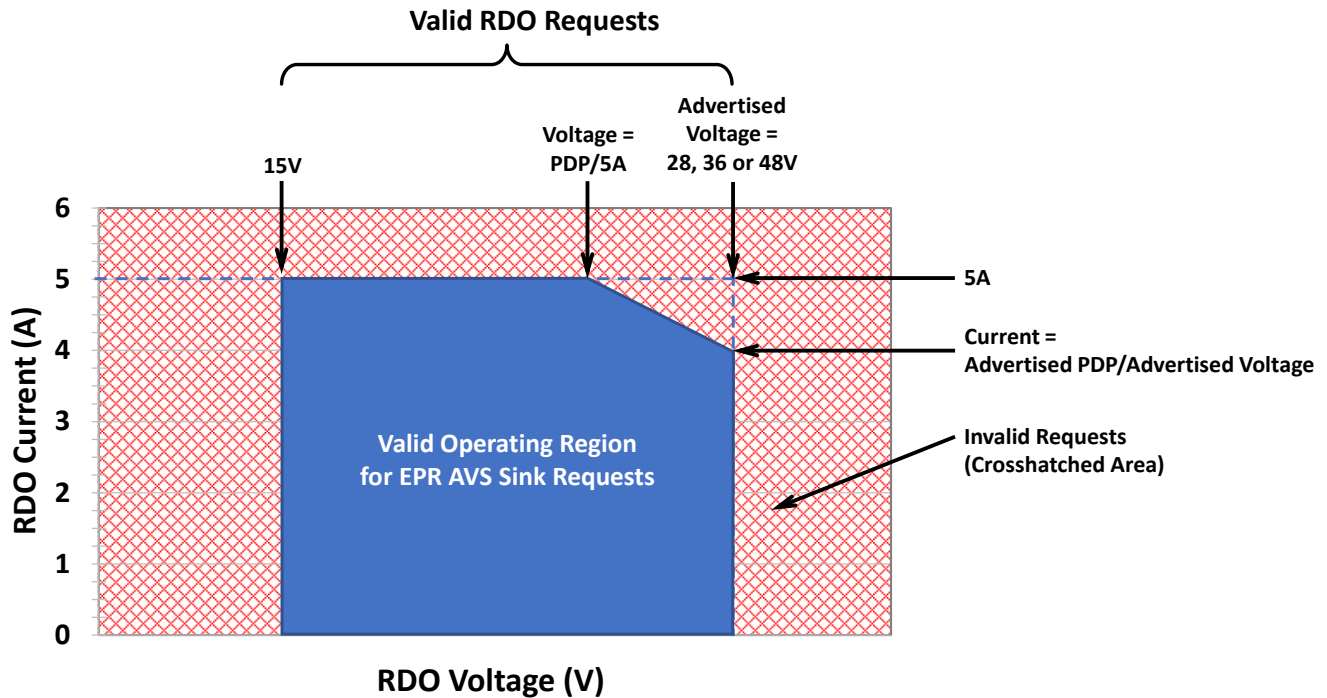 Valid RDO Requests
Advertised
Voltage =
28, 36 or 48V
Voltage =
PDP/5A
15V
6
5
4
3
2
1
0
RDO Current (A)
5A
Current =
Advertised PDP/Advertised Voltage
Invalid Requests
(Crosshatched Area)
Valid Operating Region
for EPR AVS Sink Requests
RDO Voltage (V)